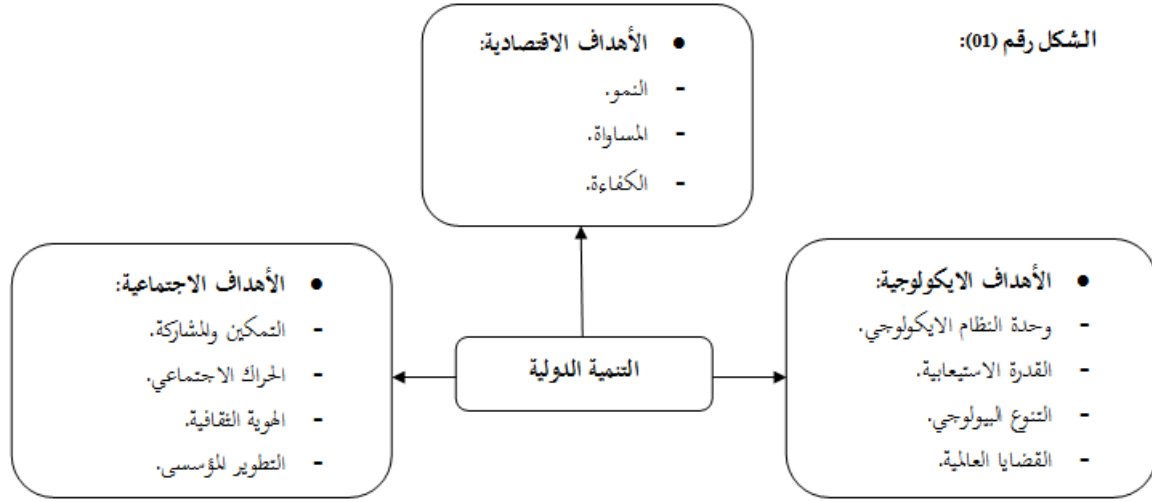 الشكل رقم (01):
• الأهداف الاقتصادية:
- النمو.
- المساواة.
- الكفاءة.
• الأهداف الايكولوجية:
- وحدة النظام الايكولوجي.
- القدرة الاستيعابية.
- التنوع البيولوجي.
- القضايا العالمية.
التنمية الدولية
• الأهداف الاجتماعية:
- التمكين والمشاركة.
- الحراك الاجتماعي.
- الهوية الثقافية.
- التطوير المؤسسى.